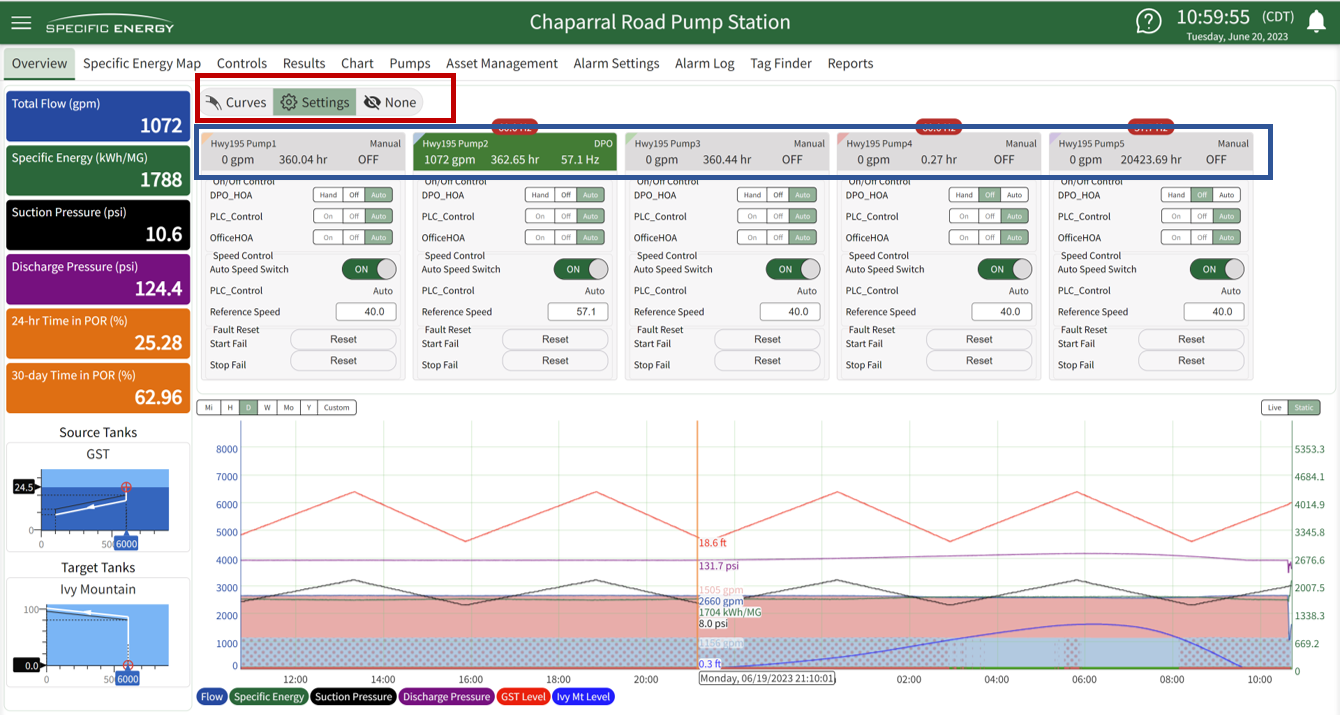 SPECIFIC ENERGY
Chaparral Road Pump Station
10:59:55 (CDT)
Tuesday, June 20, 2023
Overview Specific Energy Map Controls Results Chart Pumps Asset Management Alarm Settings Alarm Log Tag Finder Reports
Total Flow (gpm)
1072
Specific Energy (kWh/MG)
1788
Suction Pressure (psi)
10.6
Discharge Pressure (psi)
124.4
24-hr Time in POR (%)
25.28
30-day Time in POR (%)
62.96
Source Tanks
GST
24.5
0
0 6000
Target Tanks
Ivy Mountain
100
0.0
0 6000
Curves Settings None
Hwy195 Pump1 Manual
0 gpm 360.04 hr OFF
On/Off Control
DPO_HOA Hand Off Auto
PLC_Control On Off Auto
OfficeHOA On Off Auto
Speed Control
Auto Speed Switch ON
PLC_Control Auto
Reference Speed 40.0
Fault Reset
Start Fail Reset
Stop Fail Reset
Hwy195 Pump2 DPO
1072 gpm 362.65 hr 57.1 Hz
On/Off Control
DPO_HOA Hand Off Auto
PLC_Control On Off Auto
OfficeHOA On Off Auto
Speed Control
Auto Speed Switch ON
PLC_Control Auto
Reference Speed 57.1
Fault Reset
Start Fail Reset
Stop Fail Reset
Hwy195 Pump3 Manual
0 gpm 360.44 hr OFF
On/Off Control
DPO_HOA Hand Off Auto
PLC_Control On Off Auto
OfficeHOA On Off Auto
Speed Control
Auto Speed Switch ON
PLC_Control Auto
Reference Speed 40.0
Fault Reset
Start Fail Reset
Stop Fail Reset
Hwy195 Pump4 Manual
0 gpm 0.27 hr OFF
On/Off Control
DPO_HOA Hand Off Auto
PLC_Control On Off Auto
OfficeHOA On Off Auto
Speed Control
Auto Speed Switch ON
PLC_Control Auto
Reference Speed 40.0
Fault Reset
Start Fail Reset
Stop Fail Reset
Hwy195 Pump5 Manual
0 gpm 20423.69 hr OFF
On/Off Control
DPO_HOA Hand Off Auto
PLC_Control On Off Auto
OfficeHOA On Off Auto
Speed Control
Auto Speed Switch ON
PLC_Control Auto
Reference Speed 40.0
Fault Reset
Start Fail Reset
Stop Fail Reset
Mi H D W Mo Y Custom
Live Static
8000
7000
6000
5000
4000
3000
2000
1000
0
5353.3
4684.1
4014.9
3345.8
2676.6
2007.5
1338.3
669.2
0
18.6 ft
131.7 psi
1505 gpm
2660 gpm
1704 kWh/MG
8.0 psi
1156 gpm
0.3 ft
12:00 14:00 16:00 18:00 20:00 02:00 04:00 06:00 08:00 10:00
Monday, 06/19/2023 21:10:01
Flow Specific Energy Suction Pressure Discharge Pressure GST Level Ivy Mt Level